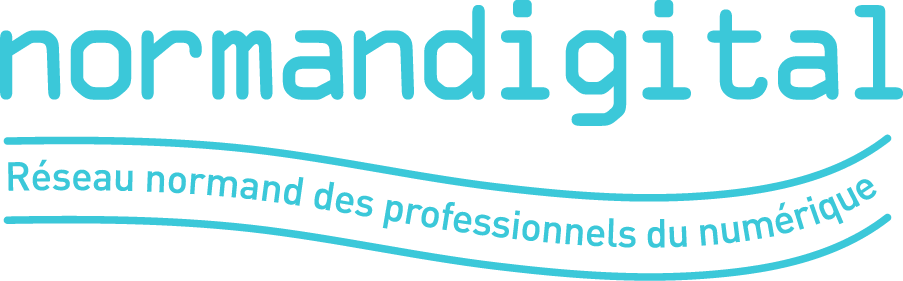 normandigital
Réseau normand des professionnels du numérique